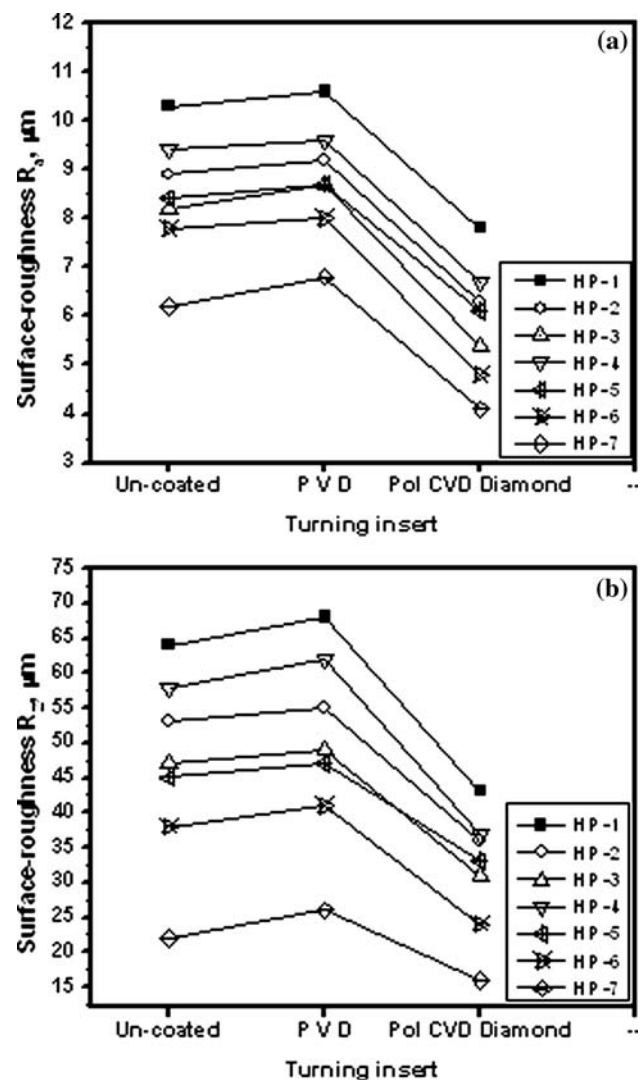 12
(a)
11
10
9
8
7
6
5
4
3
Surface-roughness Ra, µm
HP-1
HP-2
HP-3
HP-4
HP-5
HP-6
HP-7
Un-coated PVD Pol CVD Diamond --
Turning insert
75
(b)
70
65
60
55
50
45
40
35
30
25
20
15
Surface-roughness R , µm
HP-1
HP-2
HP-3
HP-4
HP-5
HP-6
HP-7
Un-coated PVD Pol CVD Diamond --
Turning insert